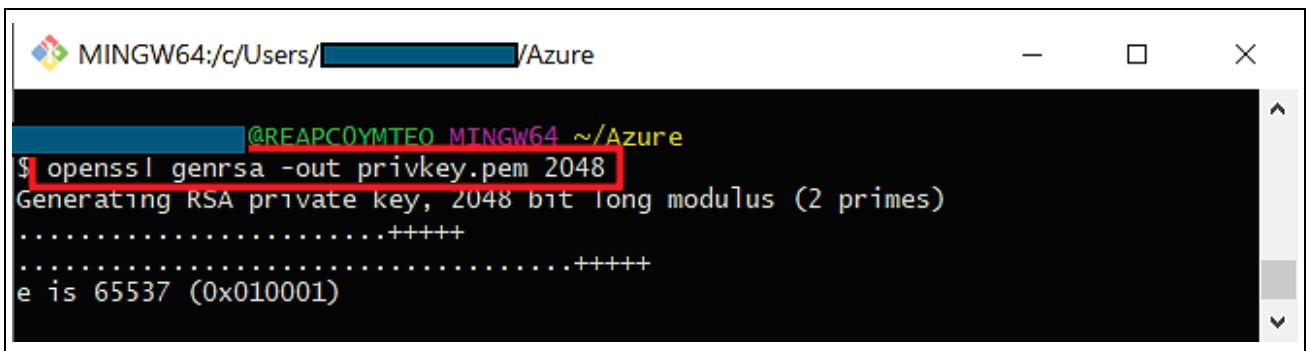 MINGW64:/c/Users/ /Azure
@REAPC0YMTEO MINGW64 ~/Azure
$ openssl genrsa -out privkey.pem 2048
Generating RSA private key, 2048 bit long modulus (2 primes)
........................+++++
....................................+++++
e is 65537 (0x010001)